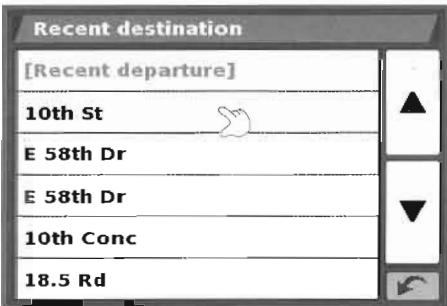 Recent destination
[Recent departure]
10th St
E 58th Dr
E 58th Dr
10th Conc
18.5 Rd